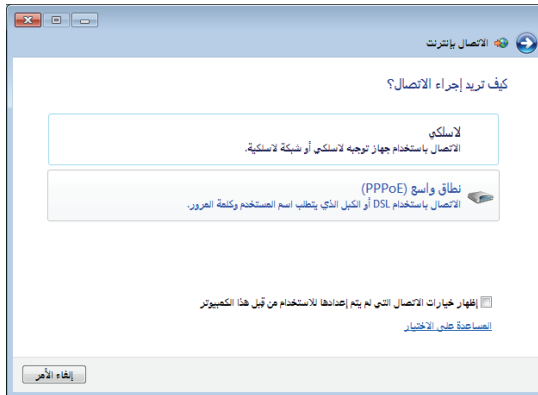 الاتصال بإنترنت
كيف تريد إجراء الاتصال؟
لاسلكي
الاتصال باستخدام جهاز توجيه لاسلكي أو شبكة لاسلكية.
نطاق واسع (PPPoE)
الاتصال باستخدام DSL أو الكبل الذي يتطلب اسم المستخدم وكلمة المرور.
إظهار خيارات الاتصال التي لم يتم إعدادها للاستخدام من قِبل هذا الكمبيوتر
المساعدة على الاختيار
إلغاء الأمر